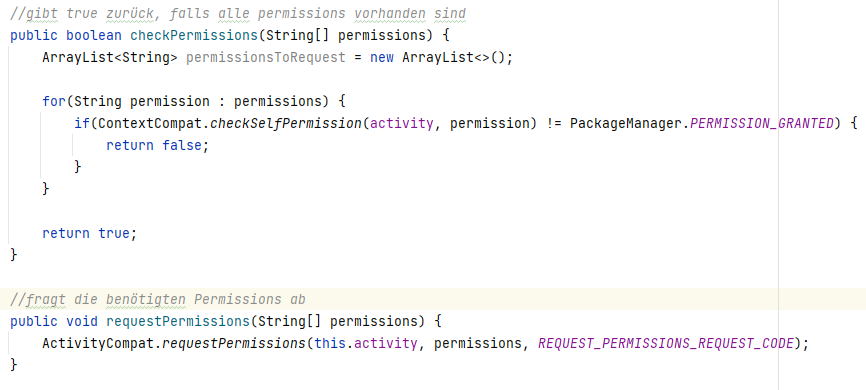 //gibt true zurück, falls alle permissions vorhanden sind
public boolean checkPermissions(String[] permissions) {
    ArrayList<String> permissionsToRequest = new ArrayList<>();
    for(String permission : permissions) {
        if(ContextCompat.checkSelfPermission(activity, permission) != PackageManager.PERMISSION_GRANTED) {
            return false;
        }
    }
    return true;
}
//fragt die benötigten Permissions ab
public void requestPermissions(String[] permissions) {
    ActivityCompat.requestPermissions(this.activity, permissions, REQUEST_PERMISSIONS_REQUEST_CODE);
}